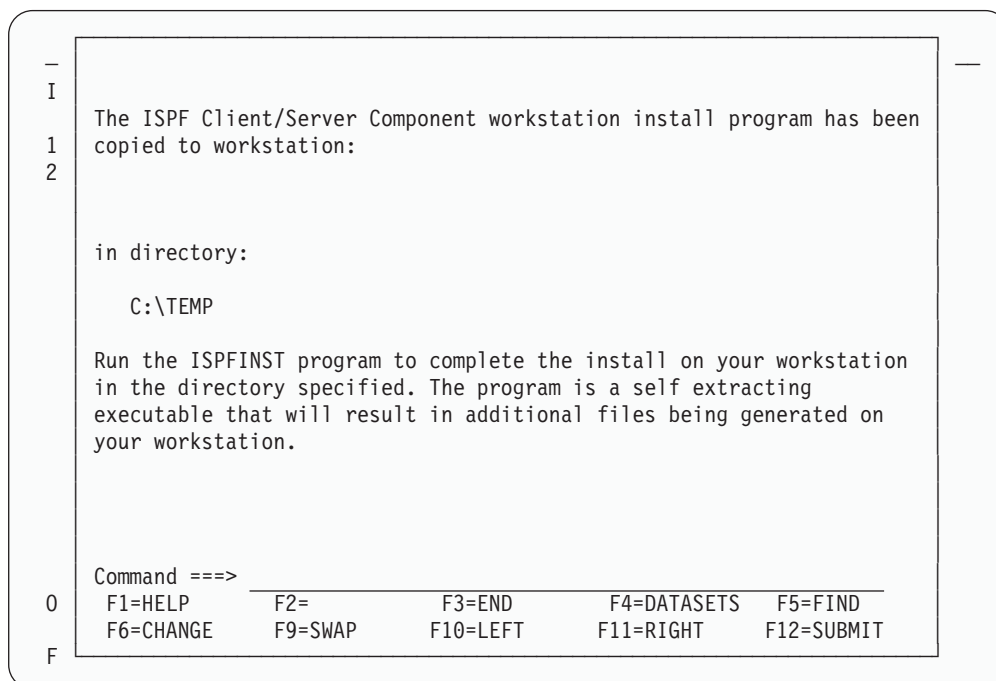 I
The ISPF Client/Server Component workstation install program has been
1 copied to workstation:
2
in directory:
C:\TEMP
Run the ISPFINST program to complete the install on your workstation
in the directory specified. The program is a self extracting
executable that will result in additional files being generated on
your workstation.
Command ===>
O F1=HELP F2= F3=END F4=DATASETS F5=FIND
F6=CHANGE F9=SWAP F10=LEFT F11=RIGHT F12=SUBMIT
F